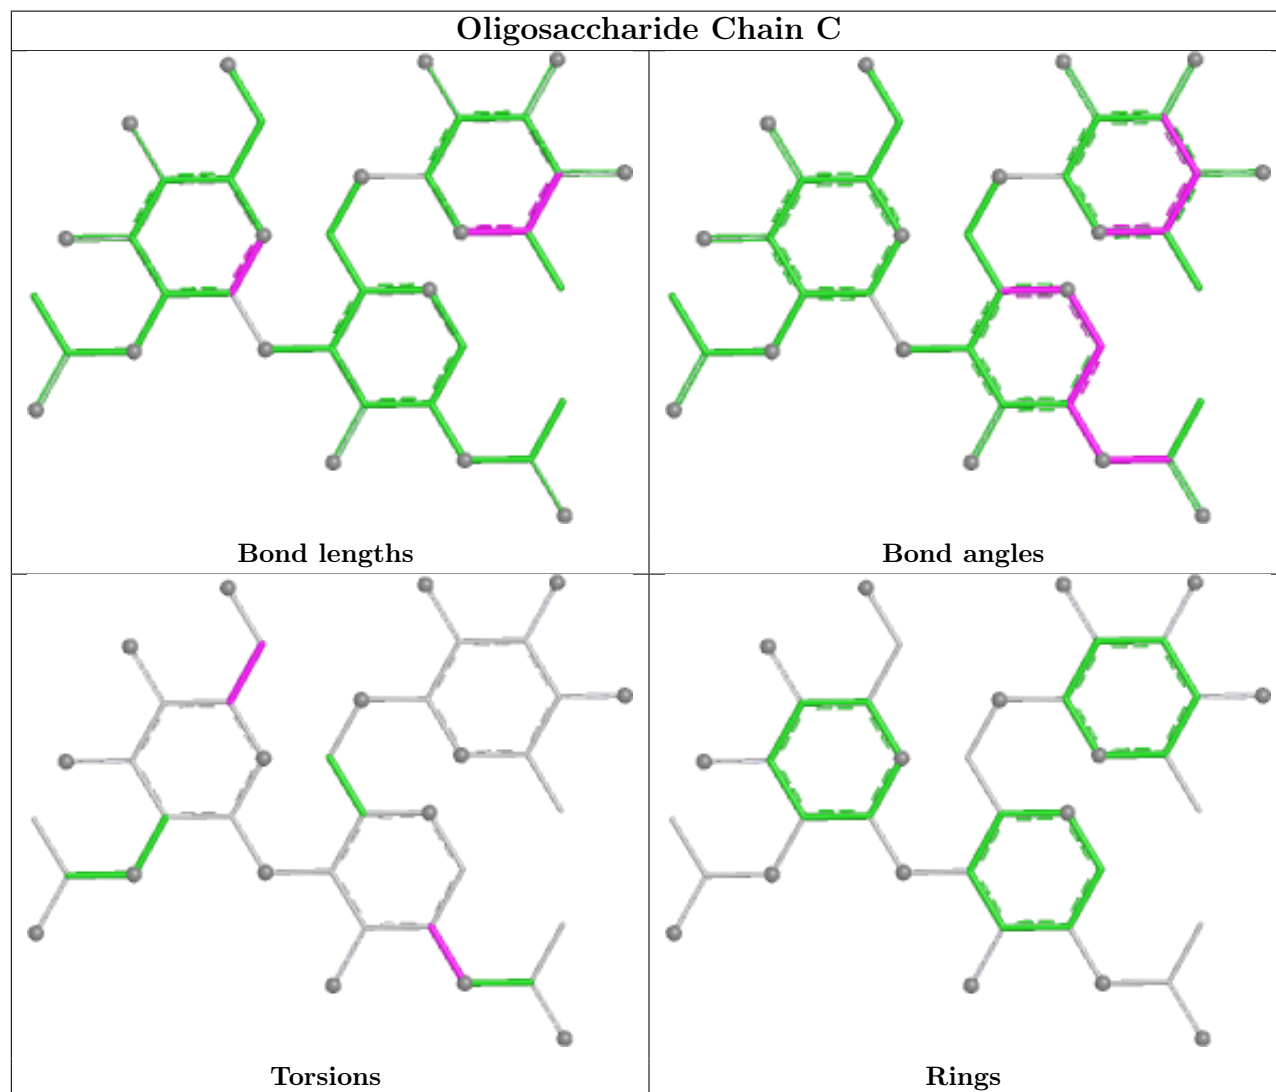 Oligosaccharide Chain C
Bond lengths
Bond angles
Torsions
Rings